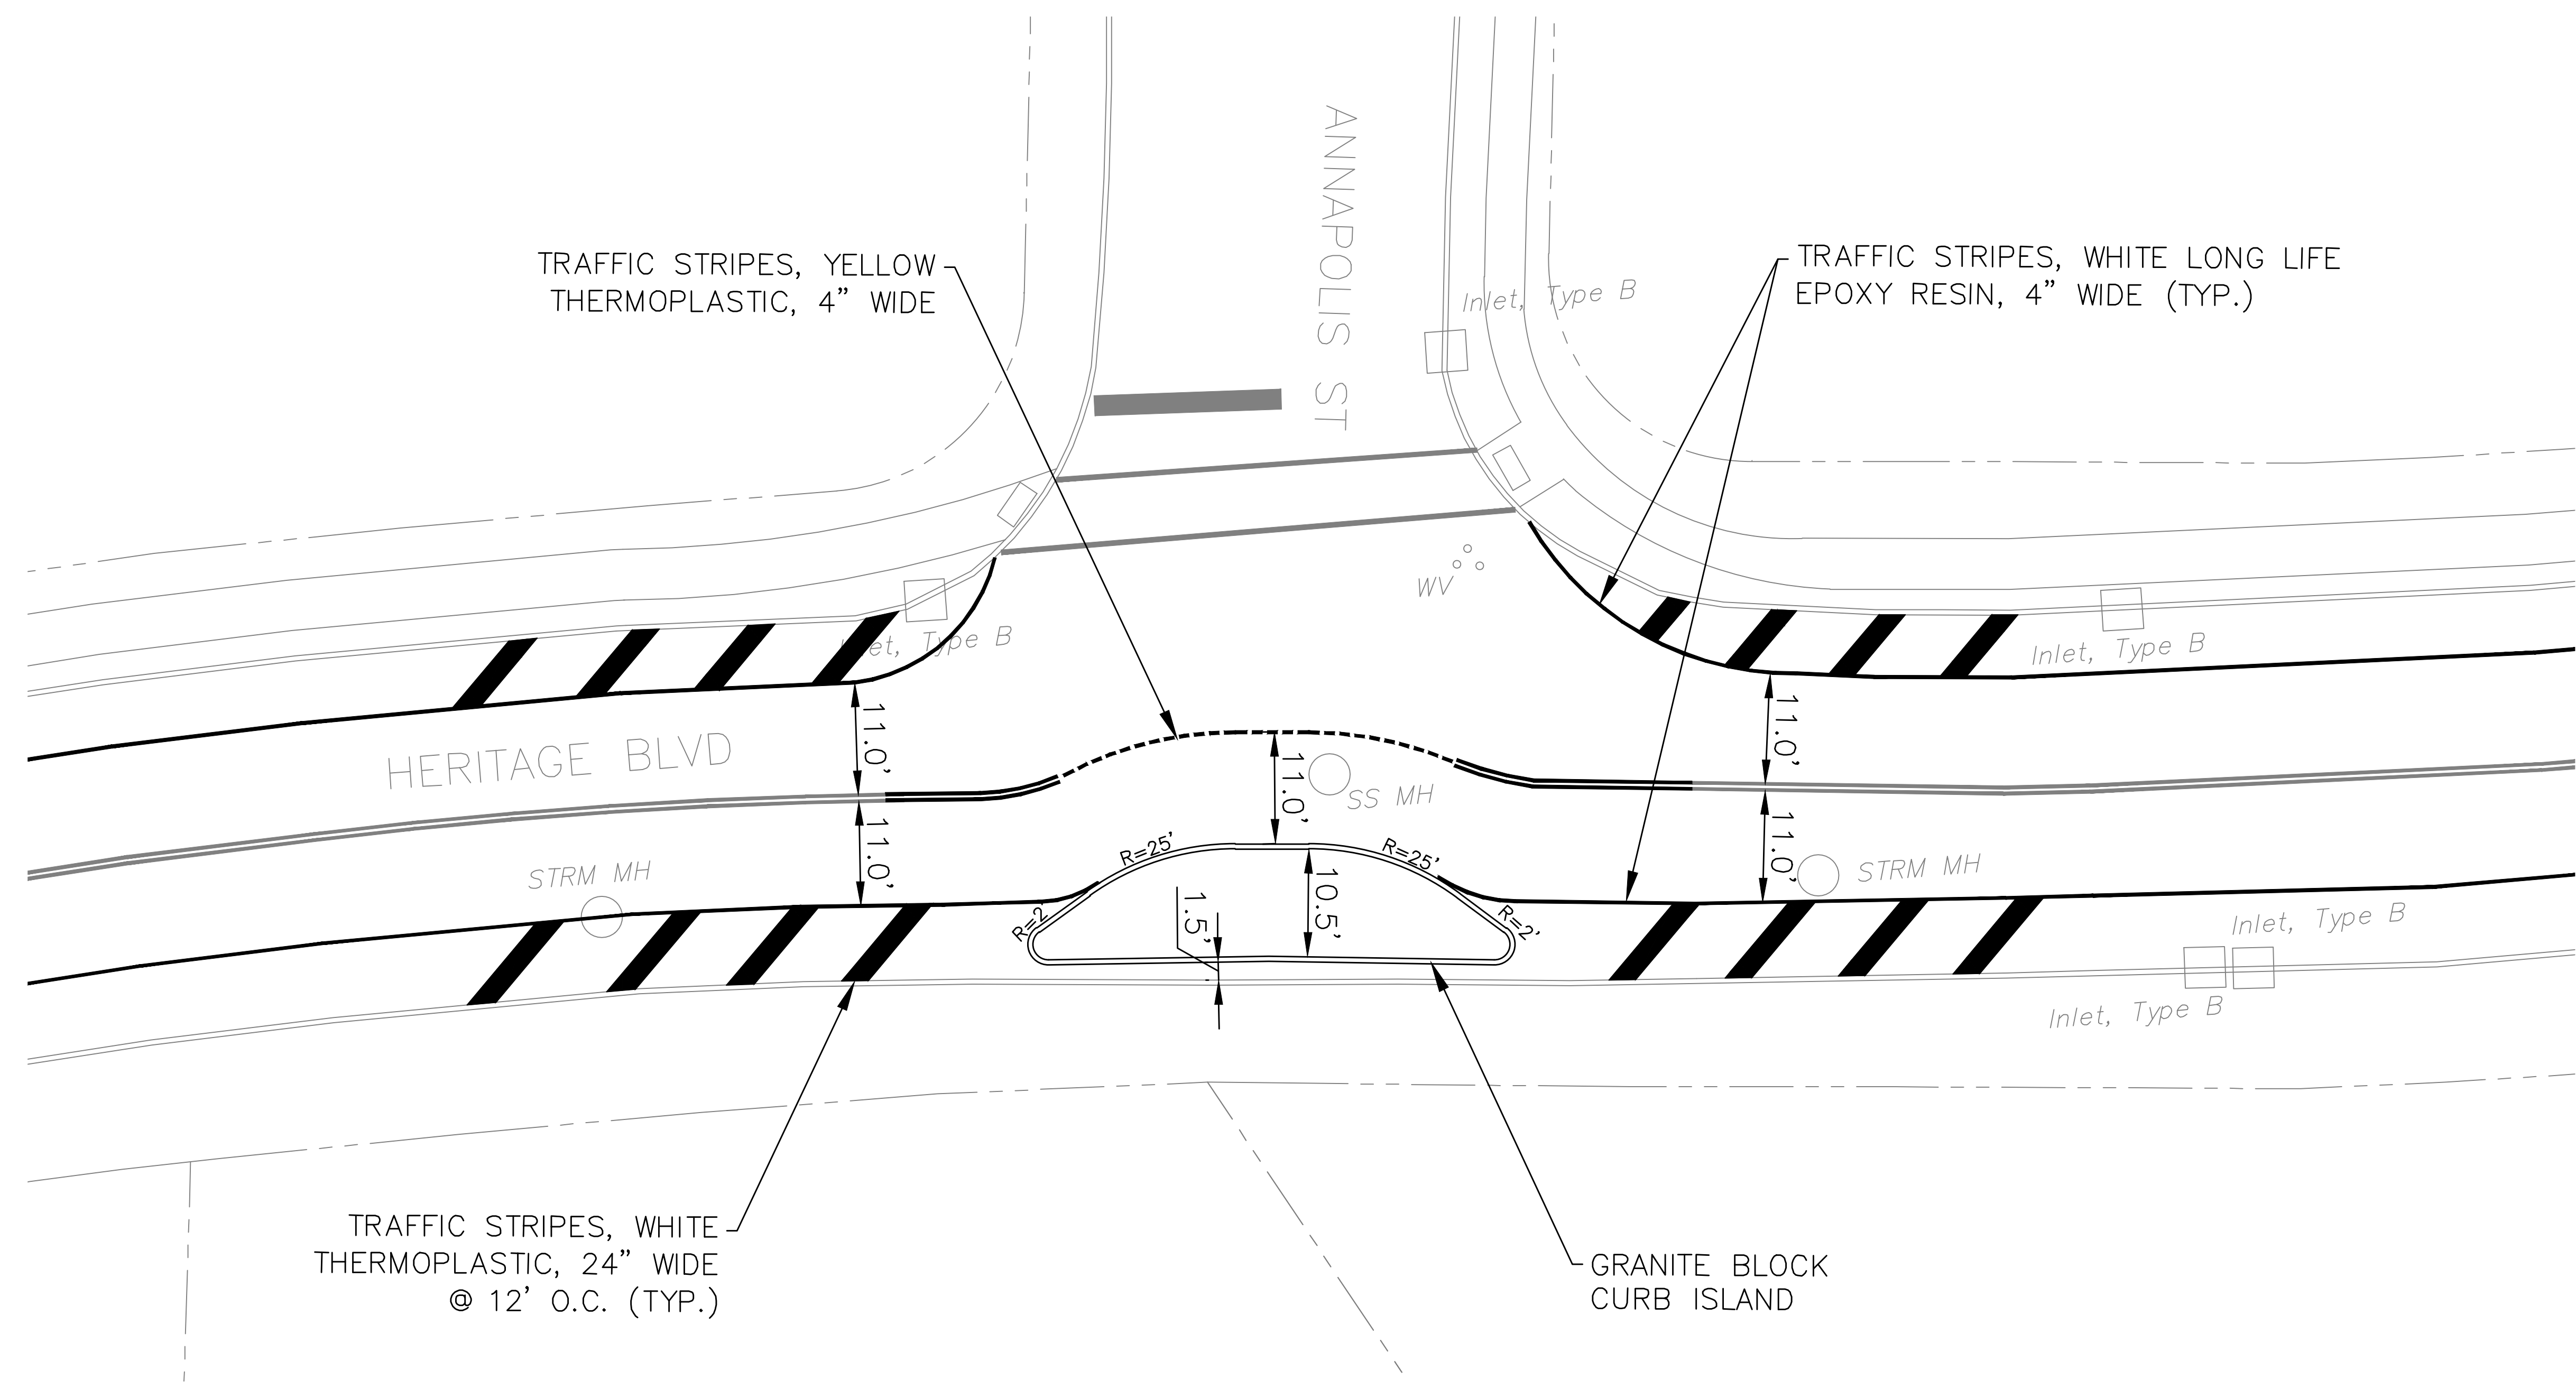 ANNAPOLIS ST
TRAFFIC STRIPES, YELLOW
THERMOPLASTIC, 4” WIDE
TRAFFIC STRIPES, WHITE LONG LIFE
EPOXY RESIN, 4” WIDE (TYP.)
Inlet, Type B
WV
et, Type B
Inlet, Type B
HERITAGE BLVD
11.0’
11.0’
11.0’
SS MH
11.0’
11.0’
R=25’
R=25’
STRM MH
STRM MH
10.5’
1.5’
R=2’
R=2’
Inlet, Type B
Inlet, Type B
TRAFFIC STRIPES, WHITE
THERMOPLASTIC, 24” WIDE
@ 12’ O.C. (TYP.)
GRANITE BLOCK
CURB ISLAND